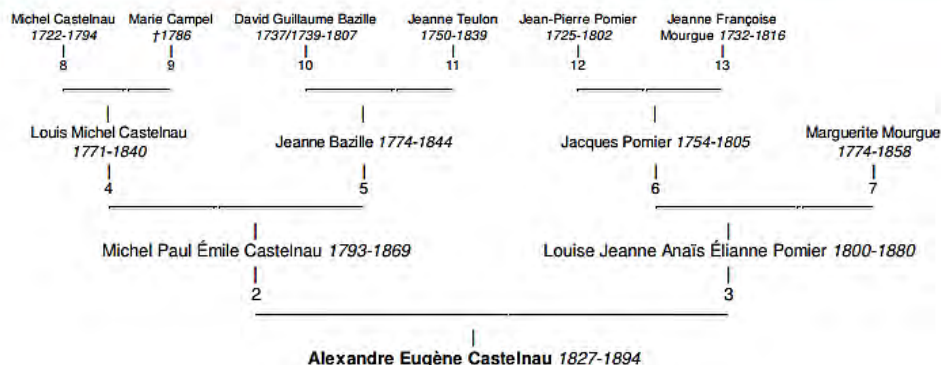 Michel Castelnau Marie Campel David Guillaume Bazille Jeanne Teulon Jean-Pierre Pomier Jeanne Françoise
1722-1794 †1786 1737/1739-1807 1750-1839 1725-1802 Mourgue 1732-1816
8 9 10 11 12 13
Louis Michel Castelnau Jeanne Bazille 1774-1844 Jacques Pomier 1754-1805 Marguerite Mourgue
1771-1840 1774-1858
4 5 6 7
Michel Paul Émile Castelnau 1793-1869 Louise Jeanne Anaïs Élianne Pomier 1800-1880
2 3
Alexandre Eugène Castelnau 1827-1894